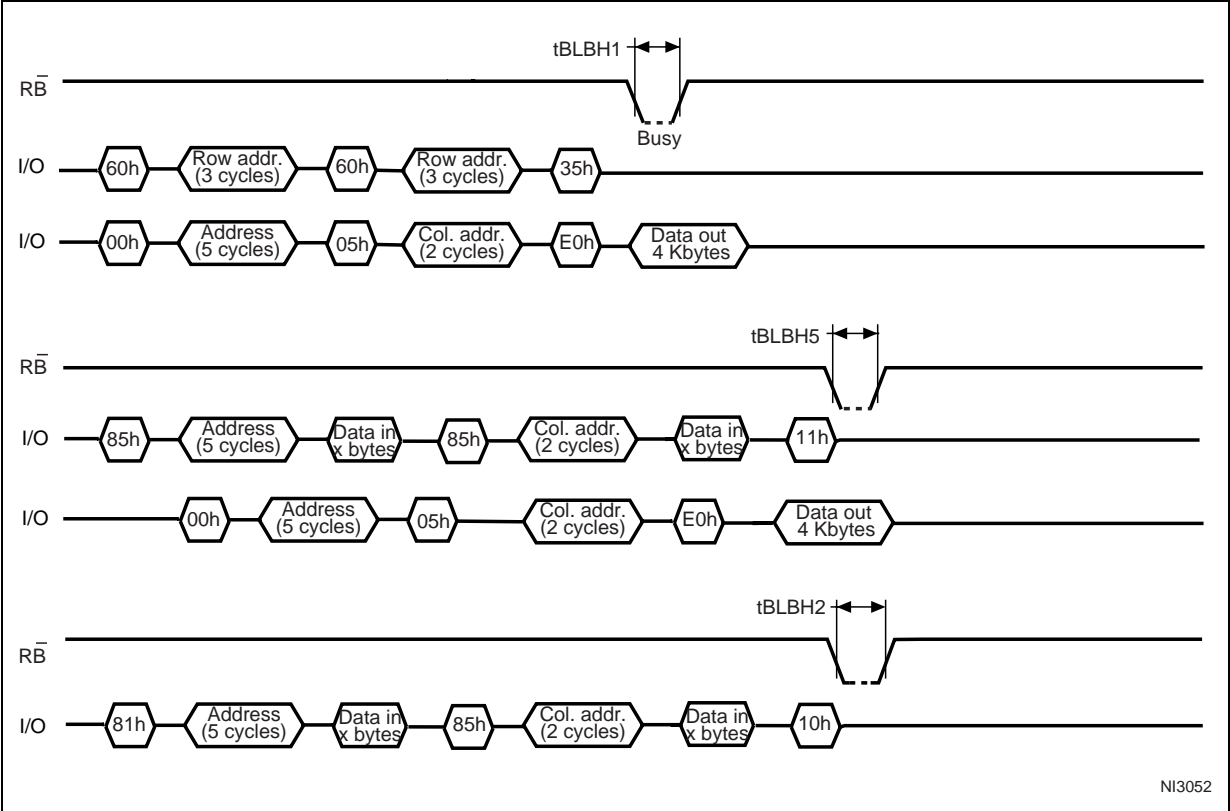 tBLBH1
RB̅
Busy
I/O 60h Row addr. (3 cycles) 60h Row addr. (3 cycles) 35h
I/O 00h Address (5 cycles) 05h Col. addr. (2 cycles) E0h Data out 4 Kbytes
tBLBH5
RB̅
I/O 85h Address (5 cycles) Data in x bytes 85h Col. addr. (2 cycles) Data in x bytes 11h
I/O 00h Address (5 cycles) 05h Col. addr. (2 cycles) E0h Data out 4 Kbytes
tBLBH2
RB̅
I/O 81h Address (5 cycles) Data in x bytes 85h Col. addr. (2 cycles) Data in x bytes 10h
NI3052